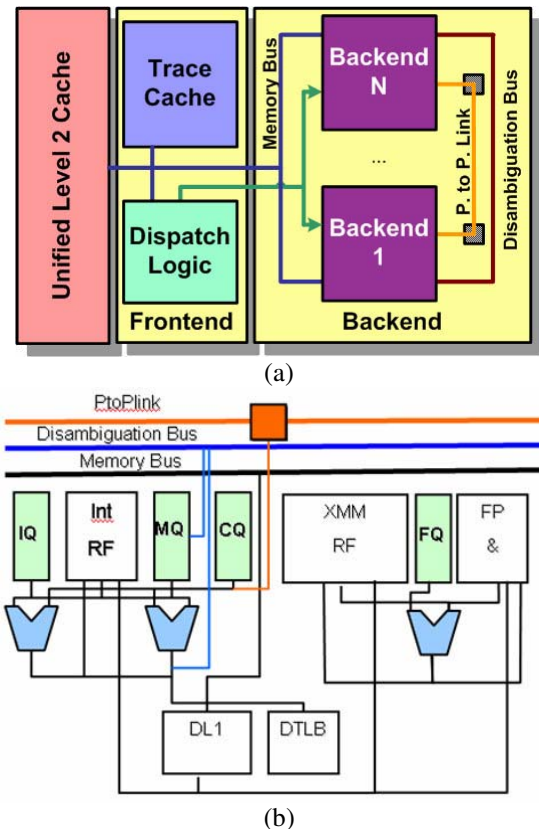 Unified Level 2 Cache
Trace
Cache
Dispatch
Logic
Frontend
Memory Bus
Backend
N
...
Backend
1
P. to P. Link
Disambiguation Bus
Backend
(a)
PtoPlink
Disambiguation Bus
Memory Bus
IQ
Int
RF
MQ
CQ
XMM
RF
FQ
FP
&
DL1
DTLB
(b)